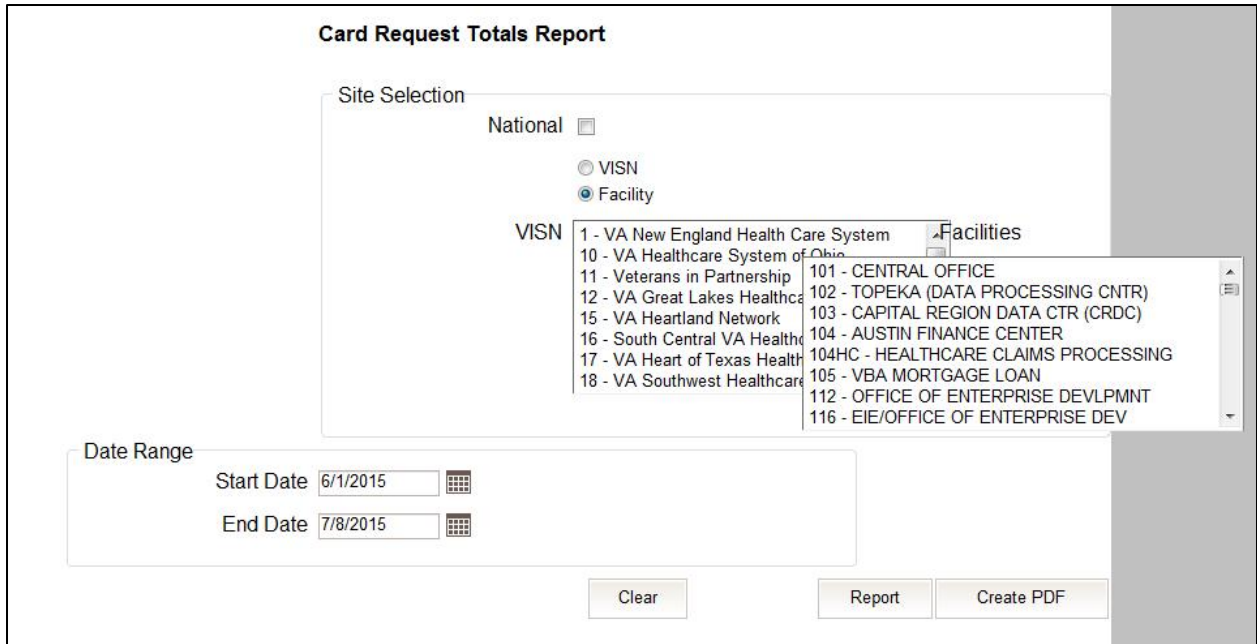 Card Request Totals Report
Site Selection
National
VISN
Facility
VISN
1 - VA New England Health Care System
10 - VA Healthcare System of Ohio
11 - Veterans in Partnership
12 - VA Great Lakes Healthca
15 - VA Heartland Network
16 - South Central VA Healthc
17 - VA Heart of Texas Health
18 - VA Southwest Healthcare
Facilities
101 - CENTRAL OFFICE
102 - TOPEKA (DATA PROCESSING CNTR)
103 - CAPITAL REGION DATA CTR (CRDC)
104 - AUSTIN FINANCE CENTER
104HC - HEALTHCARE CLAIMS PROCESSING
105 - VBA MORTGAGE LOAN
112 - OFFICE OF ENTERPRISE DEVLPMNT
116 - EIE/OFFICE OF ENTERPRISE DEV
Date Range
Start Date 6/1/2015
End Date 7/8/2015
Clear Report Create PDF